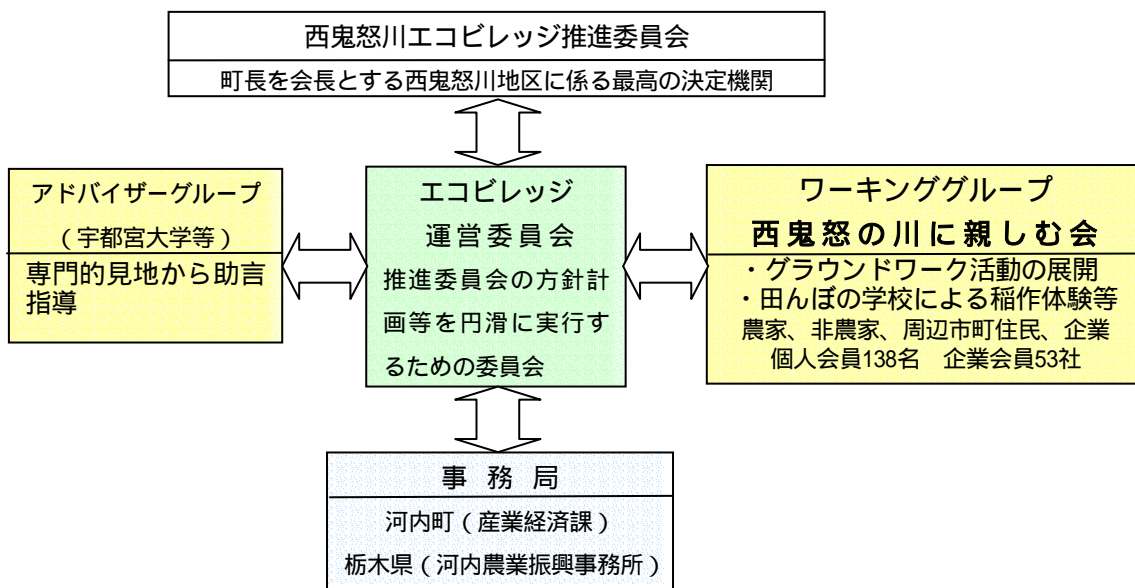 西鬼怒川エコビレッジ推進委員会
町長を会長とする西鬼怒川地区に係る最高の決定機関
アドバイザーグループ
（宇都宮大学等）
専門的見地から助言
指導
エコビレッジ
運営委員会
推進委員会の方針計
画等を円滑に実行す
るための委員会
ワーキンググループ
西鬼怒の川に親しむ会
・グラウンドワーク活動の展開
・田んぼの学校による稲作体験等
農家、非農家、周辺市町住民、企業
個人会員138名　企業会員53社
事務局
河内町（産業経済課）
栃木県（河内農業振興事務所）